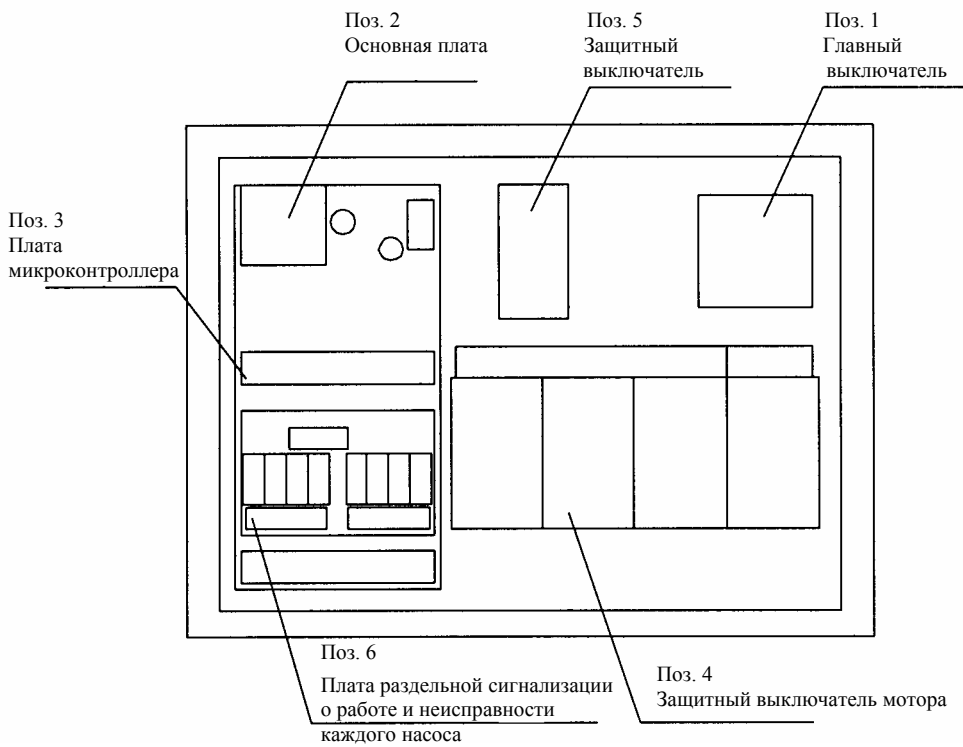 Поз. 2
Основная плата
Поз. 5
Защитный
выключатель
Поз. 1
Главный
выключатель
Поз. 3
Плата
микроконтроллера
Поз. 6
Плата раздельной сигнализации
о работе и неисправности
каждого насоса
Поз. 4
Защитный выключатель мотора